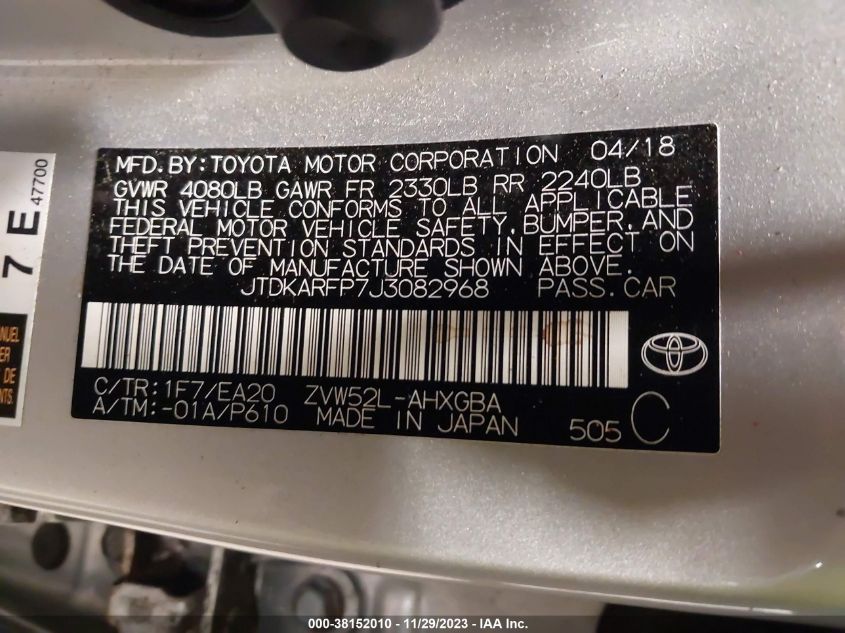 MFD.BY:TOYOTA MOTOR CORPORATION 04/18
GVWR 4080LB GAWR FR 2330LB RR 2240LB
THIS VEHICLE CONFORMS TO ALL APPLICABLE
FEDERAL MOTOR VEHICLE SAFETY, BUMPER, AND
THEFT PREVENTION STANDARDS IN EFFECT ON
THE DATE OF MANUFACTURE SHOWN ABOVE.
JTDKARFP7J3082968 PASS.CAR
C/TR:1F7/EA20 ZVW52L-AHXGBA
A/TM:-01A/P610 MADE IN JAPAN 505 C
7 E 47700
DE
000-38152010 - 11/29/2023 - IAA Inc.